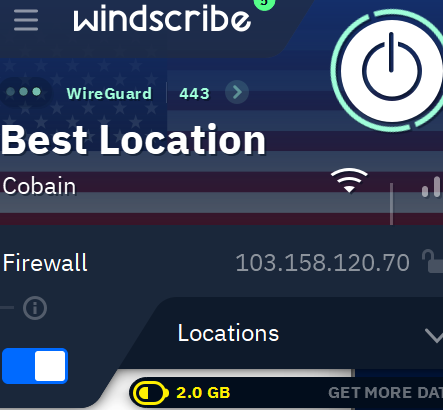 windscribe
5
WireGuard 443
Best Location
Cobain
Firewall 103.158.120.70
Locations
2.0 GB GET MORE DAT